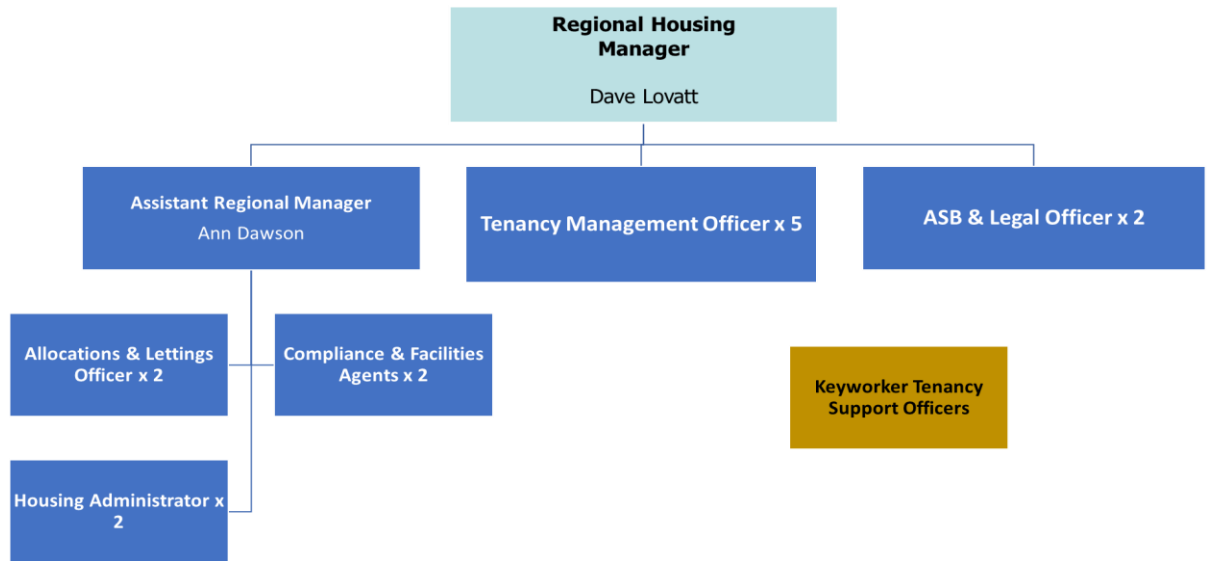 Regional Housing
Manager
Dave Lovatt
Assistant Regional Manager
Ann Dawson
Tenancy Management Officer x 5
ASB & Legal Officer x 2
Allocations & Lettings
Officer x 2
Compliance & Facilities
Agents x 2
Keyworker Tenancy
Support Officers
Housing Administrator x
2